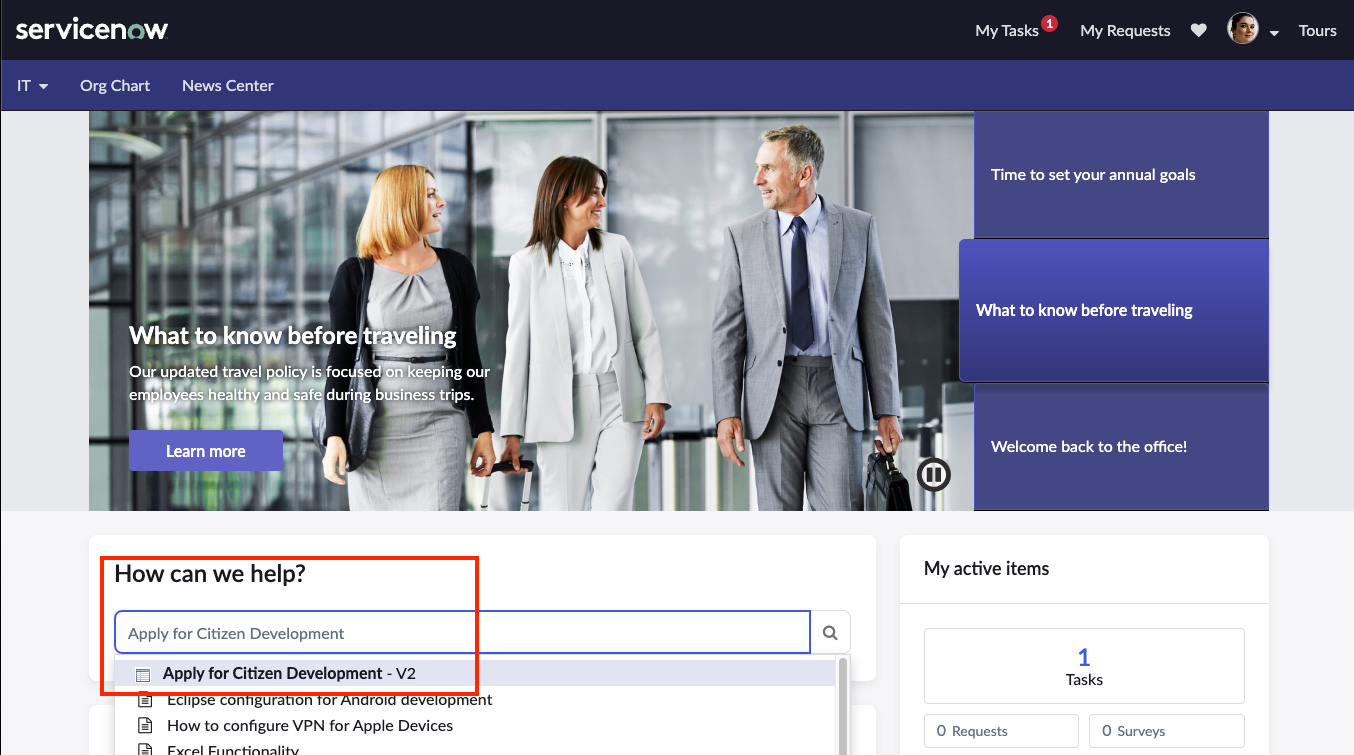 servicenow
My Tasks 1 My Requests Tours
IT Org Chart News Center
Time to set your annual goals
What to know before traveling
Welcome back to the office!
What to know before traveling
Our updated travel policy is focused on keeping our
employees healthy and safe during business trips.
Learn more
How can we help?
Apply for Citizen Development
Apply for Citizen Development - V2
Eclipse configuration for Android development
How to configure VPN for Apple Devices
Excel Functionality
My active items
1
Tasks
0 Requests 0 Surveys